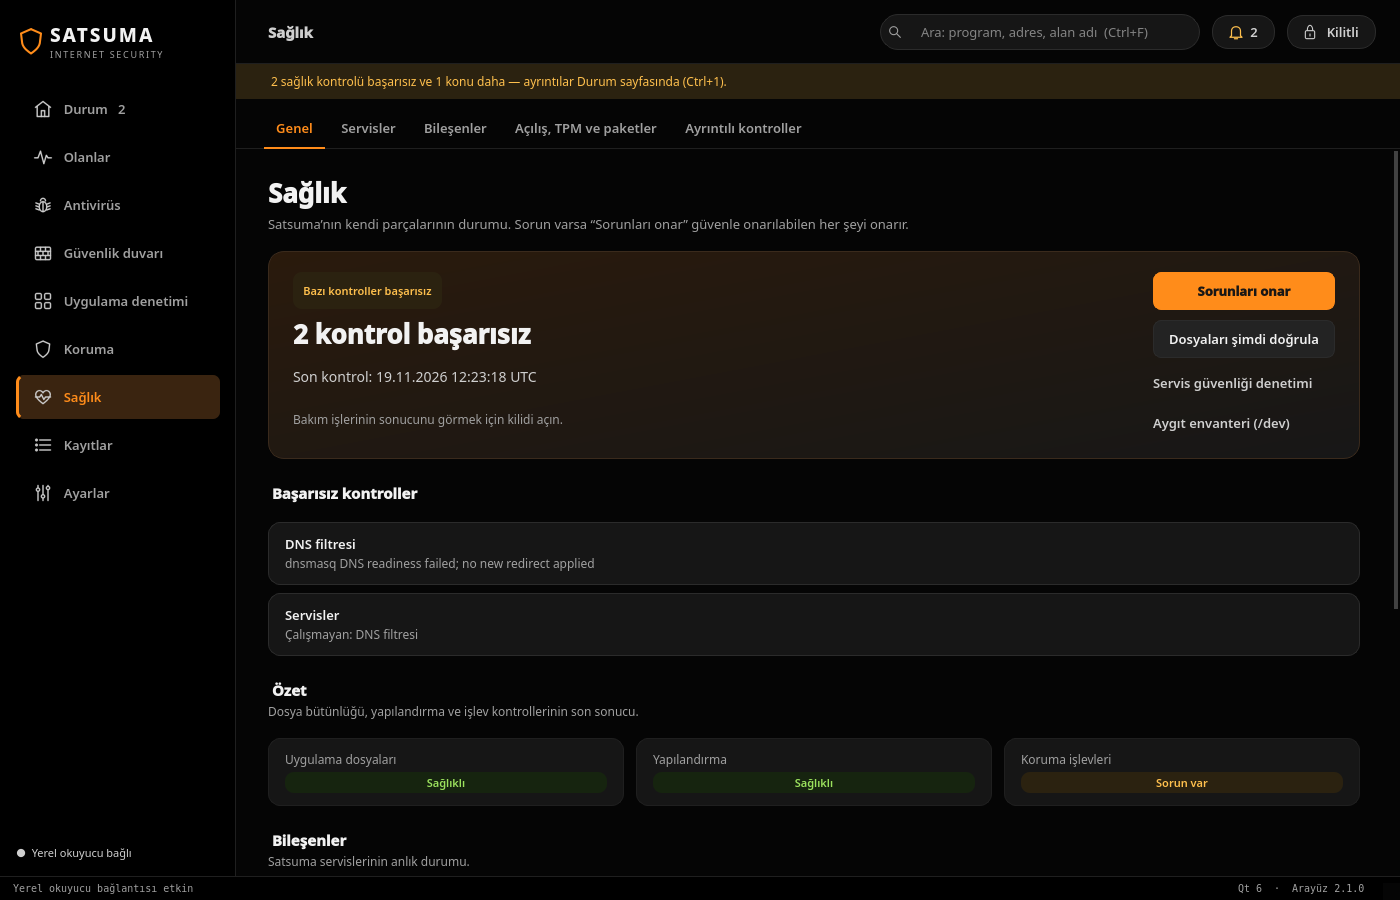 SATSUMA
INTERNET SECURITY
Durum 2
Olanlar
Antivirüs
Güvenlik duvarı
Uygulama denetimi
Koruma
Sağlık
Kayıtlar
Ayarlar
Yerel okuyucu bağlı
Sağlık
Ara: program, adres, alan adı (Ctrl+F)
2
Kilitli
2 sağlık kontrolü başarısız ve 1 konu daha — ayrıntılar Durum sayfasında (Ctrl+1).
Genel
Servisler
Bileşenler
Açılış, TPM ve paketler
Ayrıntılı kontroller
Sağlık
Satsuma’nın kendi parçalarının durumu. Sorun varsa “Sorunları onar” güvenle onarılabilen her şeyi onarır.
Bazı kontroller başarısız
2 kontrol başarısız
Son kontrol: 19.11.2026 12:23:18 UTC
Bakım işlerinin sonucunu görmek için kilidi açın.
Sorunları onar
Dosyaları şimdi doğrula
Servis güvenliği denetimi
Aygıt envanteri (/dev)
Başarısız kontroller
DNS filtresi
dnsmasq DNS readiness failed; no new redirect applied
Servisler
Çalışmayan: DNS filtresi
Özet
Dosya bütünlüğü, yapılandırma ve işlev kontrollerinin son sonucu.
Uygulama dosyaları
Sağlıklı
Yapılandırma
Sağlıklı
Koruma işlevleri
Sorun var
Bileşenler
Satsuma servislerinin anlık durumu.
Yerel okuyucu bağlantısı etkin
Qt 6 · Arayüz 2.1.0